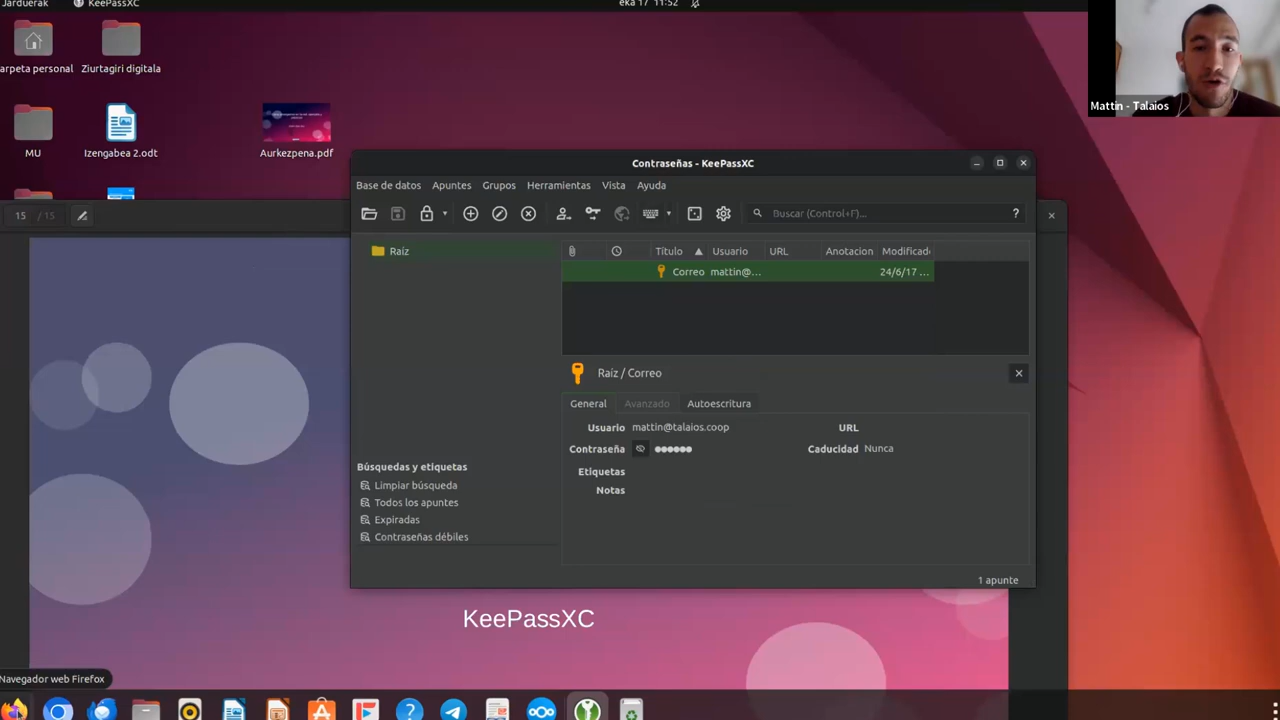 Jarduerak
KeePassXC
eka 17 11:52
arpeta personal
Ziurtagiri digitala
MU
Izengabea 2.odt
Aurkezpena.pdf
Mattin - Talaios
15 / 15
Contraseñas - KeePassXC
Base de datos Apuntes Grupos Herramientas Vista Ayuda
Buscar (Control+F)... ?
Raíz
Título Usuario URL Anotacion Modificad
Correo mattin@... 24/6/17 ...
Raíz / Correo
General Avanzado Autoescritura
Usuario mattin@talaios.coop URL
Contraseña Caducidad Nunca
Etiquetas
Notas
Búsquedas y etiquetas
Limpiar búsqueda
Todos los apuntes
Expiradas
Contraseñas débiles
1 apunte
KeePassXC
Navegador web Firefox